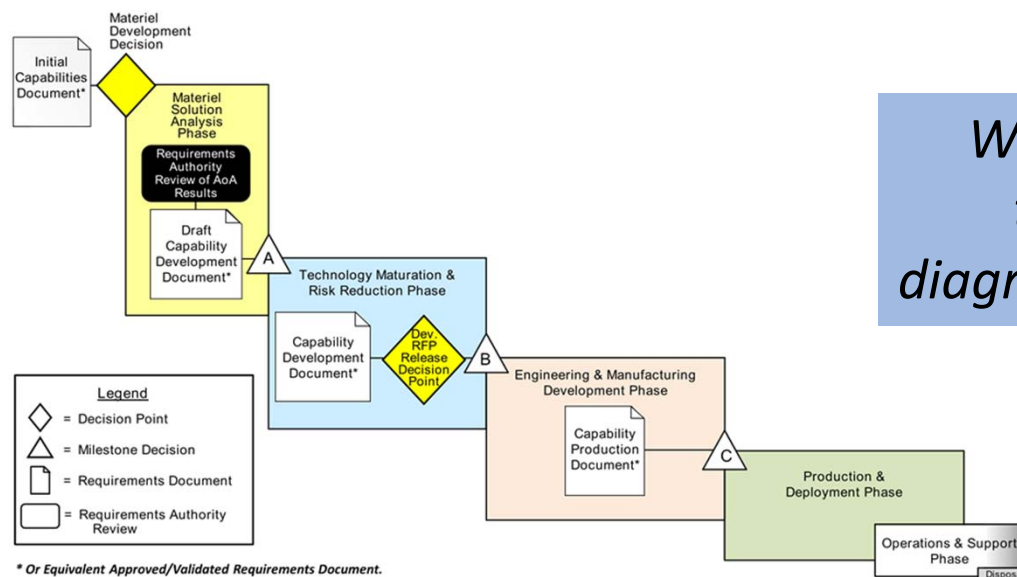 Materiel
Development
Decision
Initial
Capabilities
Document*
Materiel
Solution
Analysis
Phase
Requirements
Authority
Review of AoA
Results
Draft
Capability
Development
Document*
A
Technology Maturation &
Risk Reduction Phase
Capability
Development
Document*
Dev.
RFP
Release
Decision
Point
B
Engineering & Manufacturing
Development Phase
Capability
Production
Document*
C
Production &
Deployment Phase
Operations & Support
Phase
Legend
= Decision Point
= Milestone Decision
= Requirements Document
= Requirements Authority
Review
* Or Equivalent Approved/Validated Requirements Document.